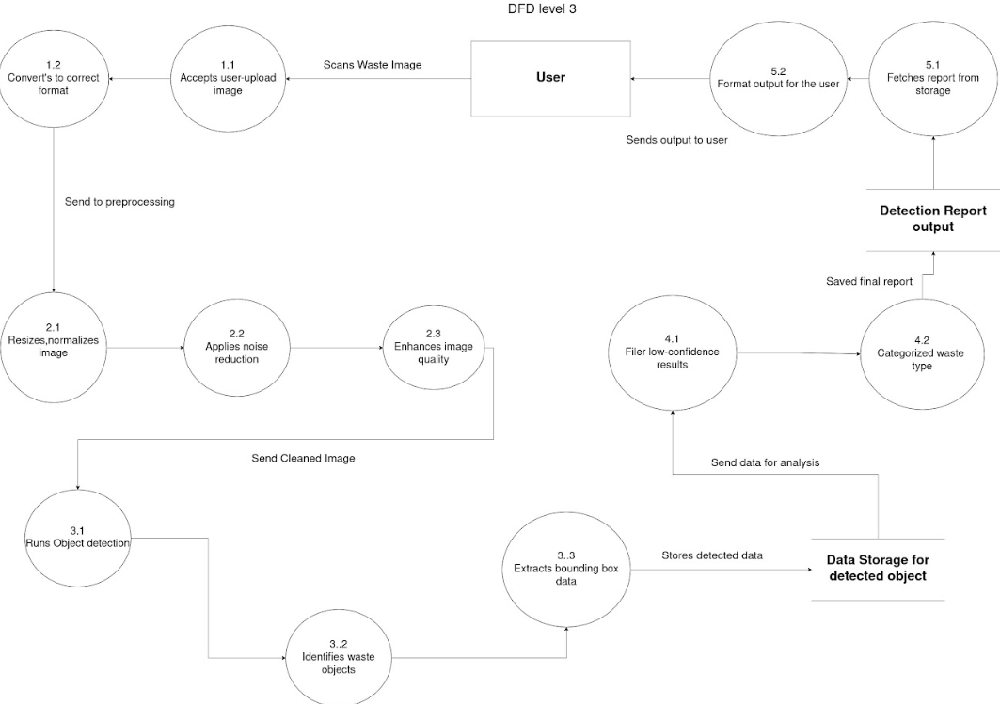 DFD level 3
1.2
Convert's to correct
format
1.1
Accepts user-upload
image
Scans Waste Image
User
5.2
Format output for the user
5.1
Fetches report from
storage
Sends output to user
Send to preprocessing
Detection Report
output
Saved final report
2.1
Resizes,normalizes
image
2.2
Applies noise
reduction
2.3
Enhances image
quality
4.1
Filer low-confidence
results
4.2
Categorized waste
type
Send Cleaned Image
Send data for analysis
3.1
Runs Object detection
3..3
Extracts bounding box
data
Stores detected data
Data Storage for
detected object
3..2
Identifies waste
objects